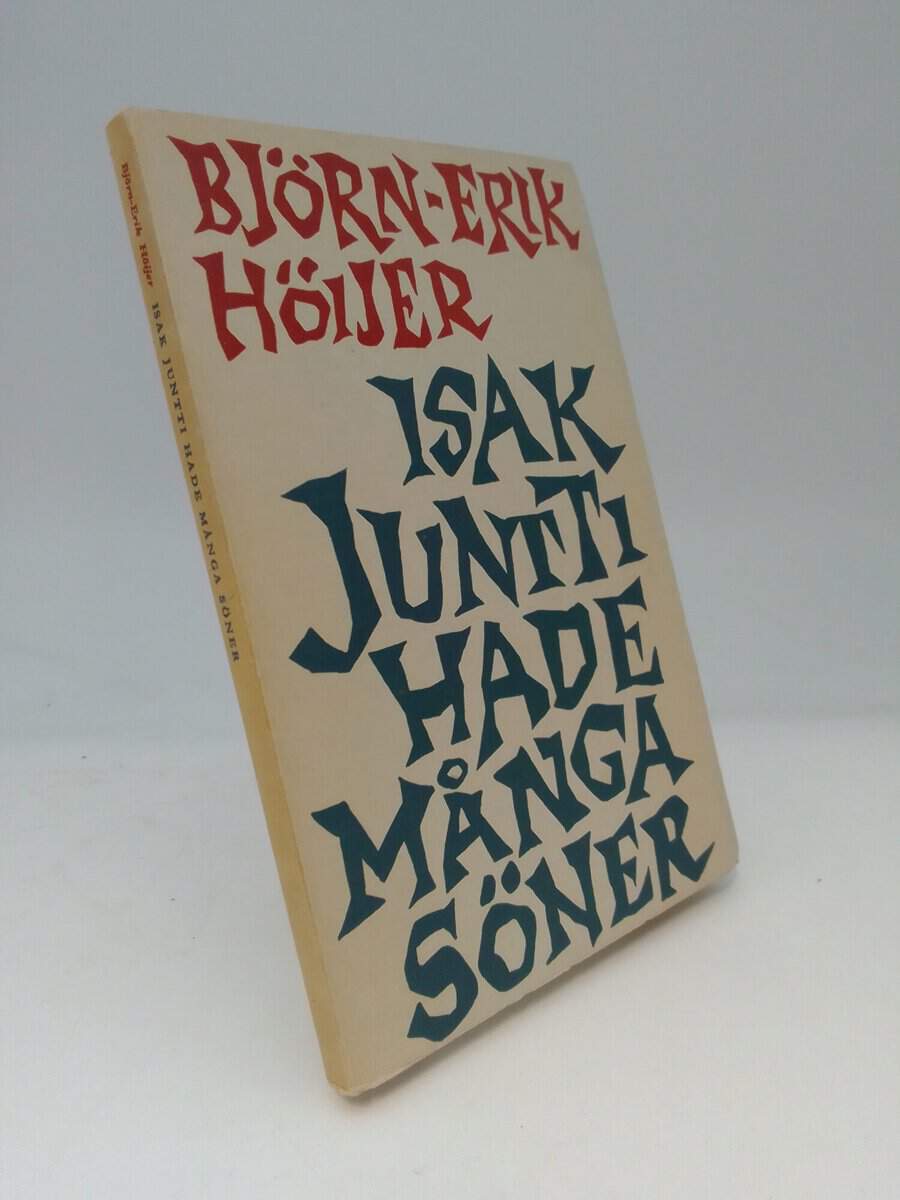 BJÖRN-ERIK
HÖIJER
ISAK
JUNTTI
HADE
MÅNGA
SÖNER
Björn-Erik Höijer ISAK JUNTTI HADE MÅNGA SÖNER